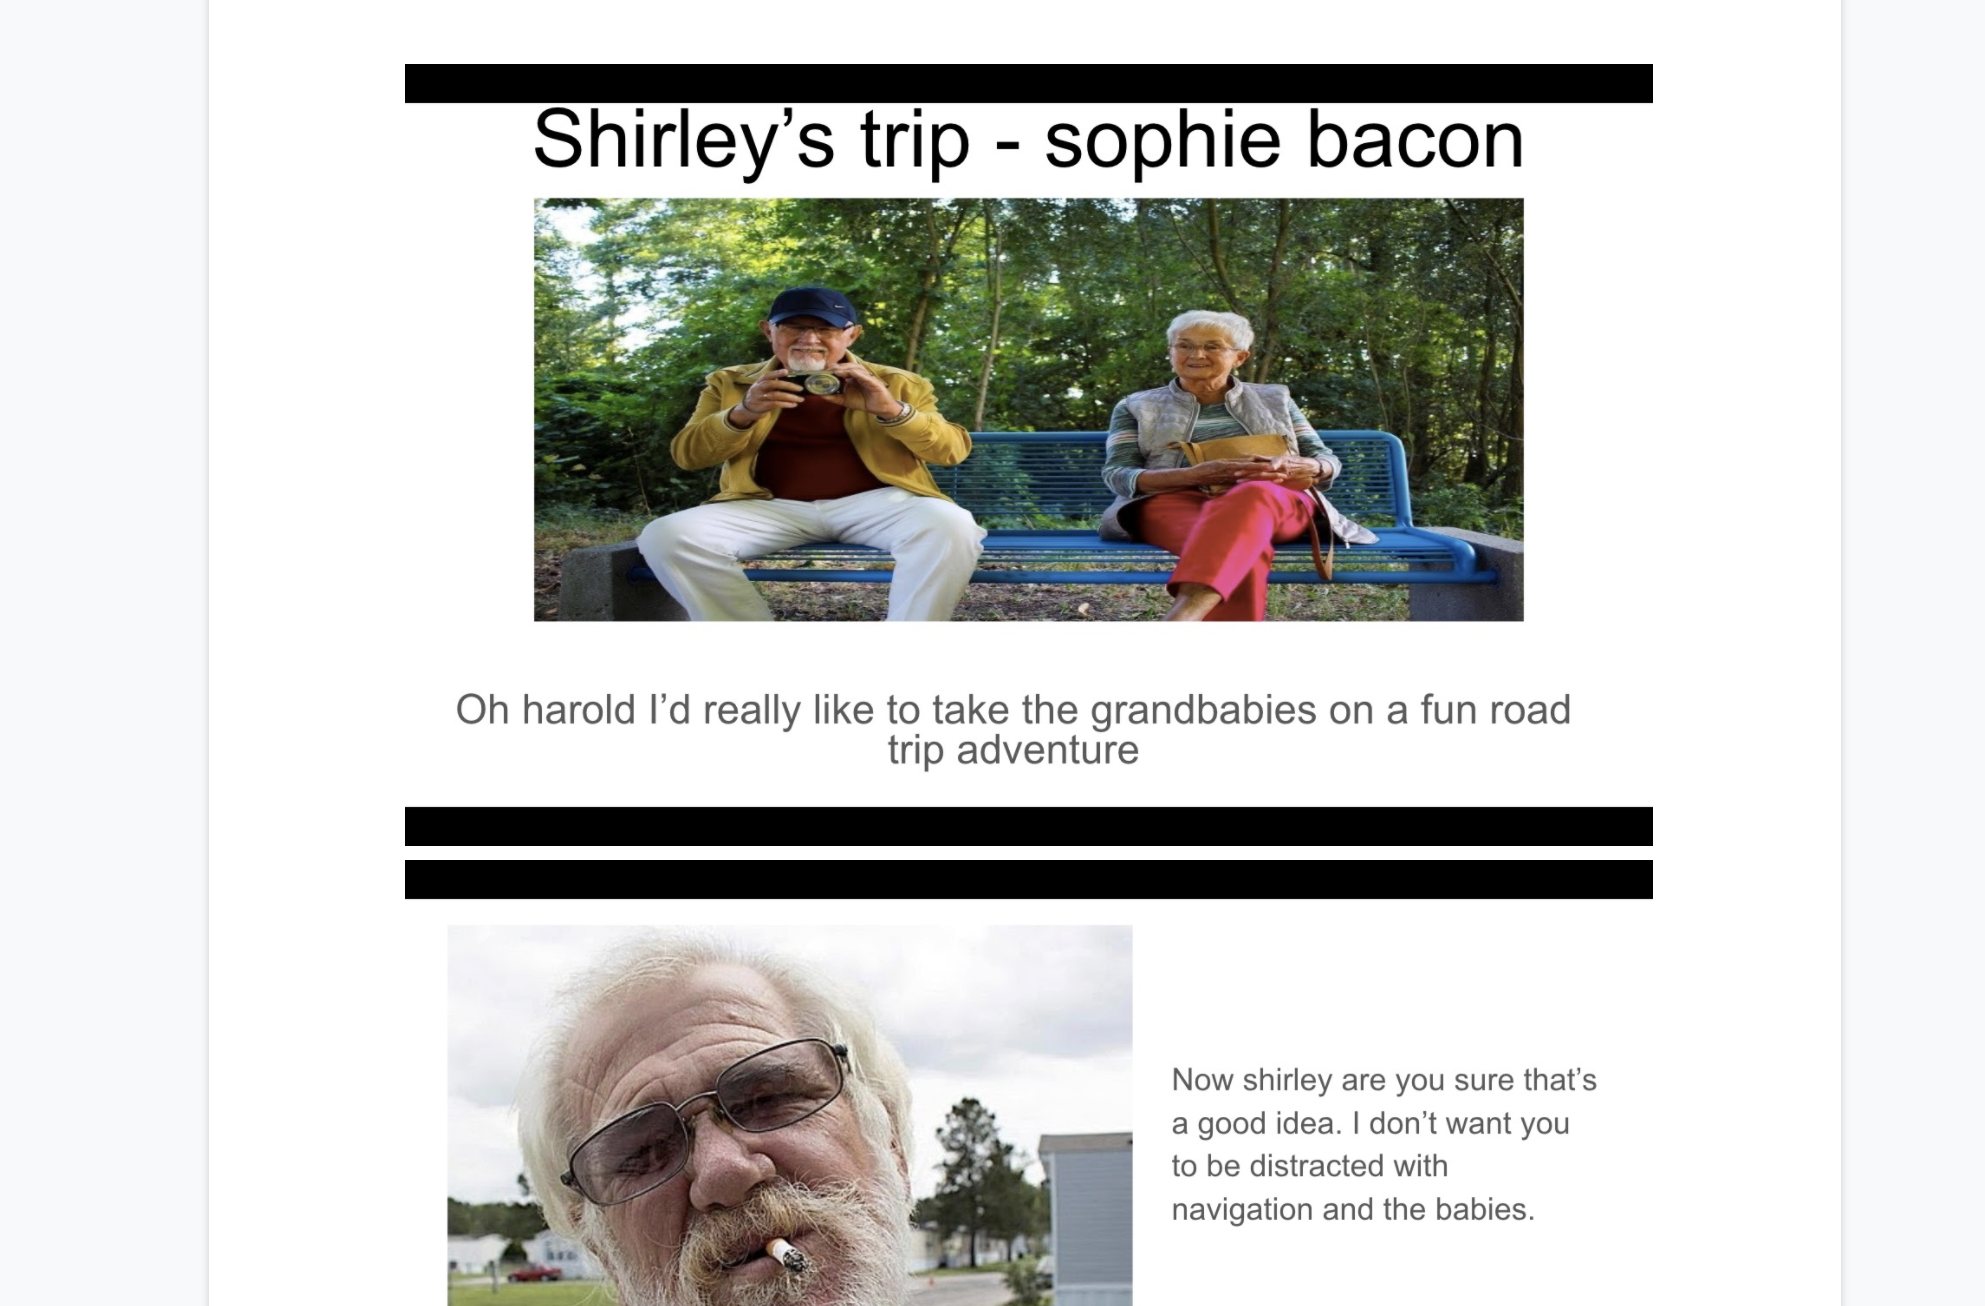 Shirley’s trip - sophie bacon
Oh harold I’d really like to take the grandbabies on a fun road
trip adventure
Now shirley are you sure that’s
a good idea. I don’t want you
to be distracted with
navigation and the babies.